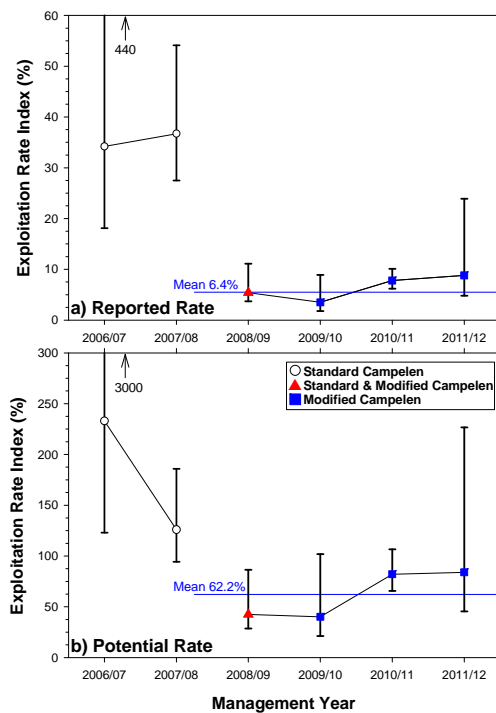 60
50
40
30
20
10
0
Exploitation Rate Index (%)
440
Mean 6.4%
a) Reported Rate
2006/07 2007/08 2008/09 2009/10 2010/11 2011/12
300
250
200
150
100
50
0
Exploitation Rate Index (%)
3000
Standard Campelen
Standard & Modified Campelen
Modified Campelen
Mean 62.2%
b) Potential Rate
2006/07 2007/08 2008/09 2009/10 2010/11 2011/12
Management Year